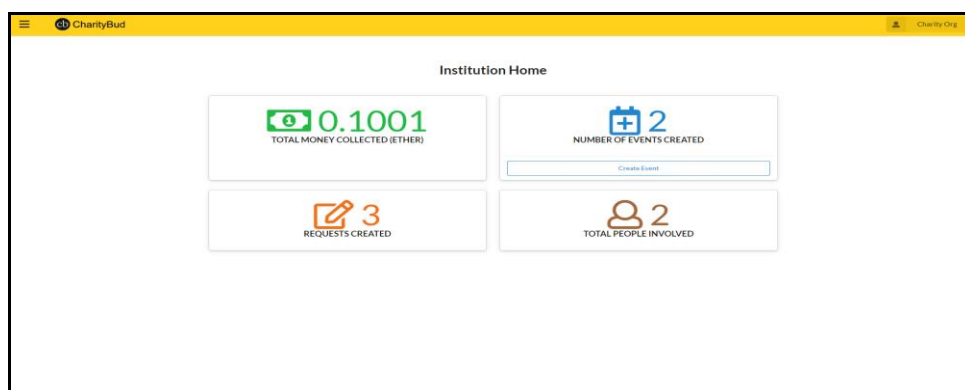 cb CharityBud
Charity Org
Institution Home
0.1001
TOTAL MONEY COLLECTED (ETHER)
2
NUMBER OF EVENTS CREATED
Create Event
3
REQUESTS CREATED
2
TOTAL PEOPLE INVOLVED